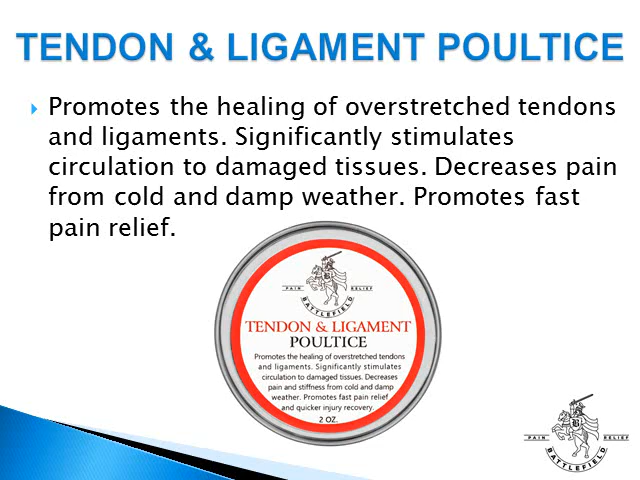 TENDON & LIGAMENT POULTICE
Promotes the healing of overstretched tendons
and ligaments. Significantly stimulates
circulation to damaged tissues. Decreases pain
from cold and damp weather. Promotes fast
pain relief.
PAIN RELIEF
BATTLEFIELD
TENDON & LIGAMENT
POULTICE
Promotes the healing of overstretched tendons
and ligaments. Significantly stimulates
circulation to damaged tissues. Decreases
pain and stiffness from cold and damp
weather. Promotes fast pain relief
and quicker injury recovery.
2 OZ.
B
PAIN RELIEF
BATTLEFIELD